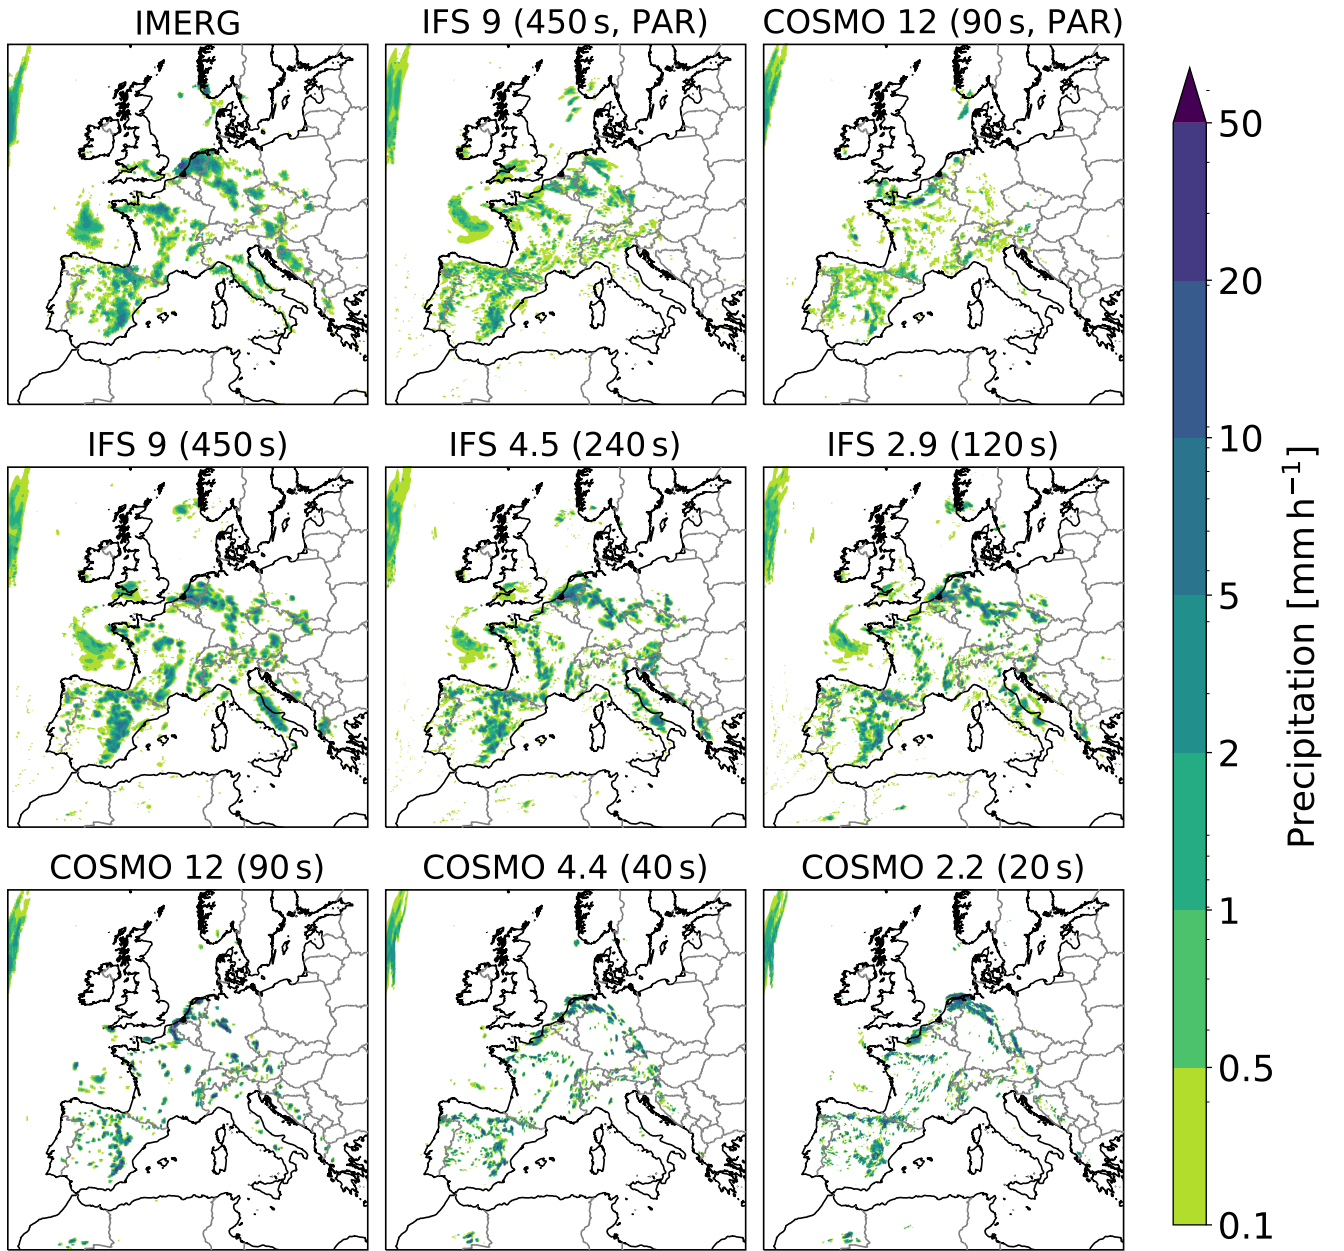 IMERG
IFS 9 (450 s, PAR)
COSMO 12 (90 s, PAR)
IFS 9 (450 s)
IFS 4.5 (240 s)
IFS 2.9 (120 s)
COSMO 12 (90 s)
COSMO 4.4 (40 s)
COSMO 2.2 (20 s)
50
20
10
5
2
1
0.5
0.1
Precipitation [mm h⁻¹]